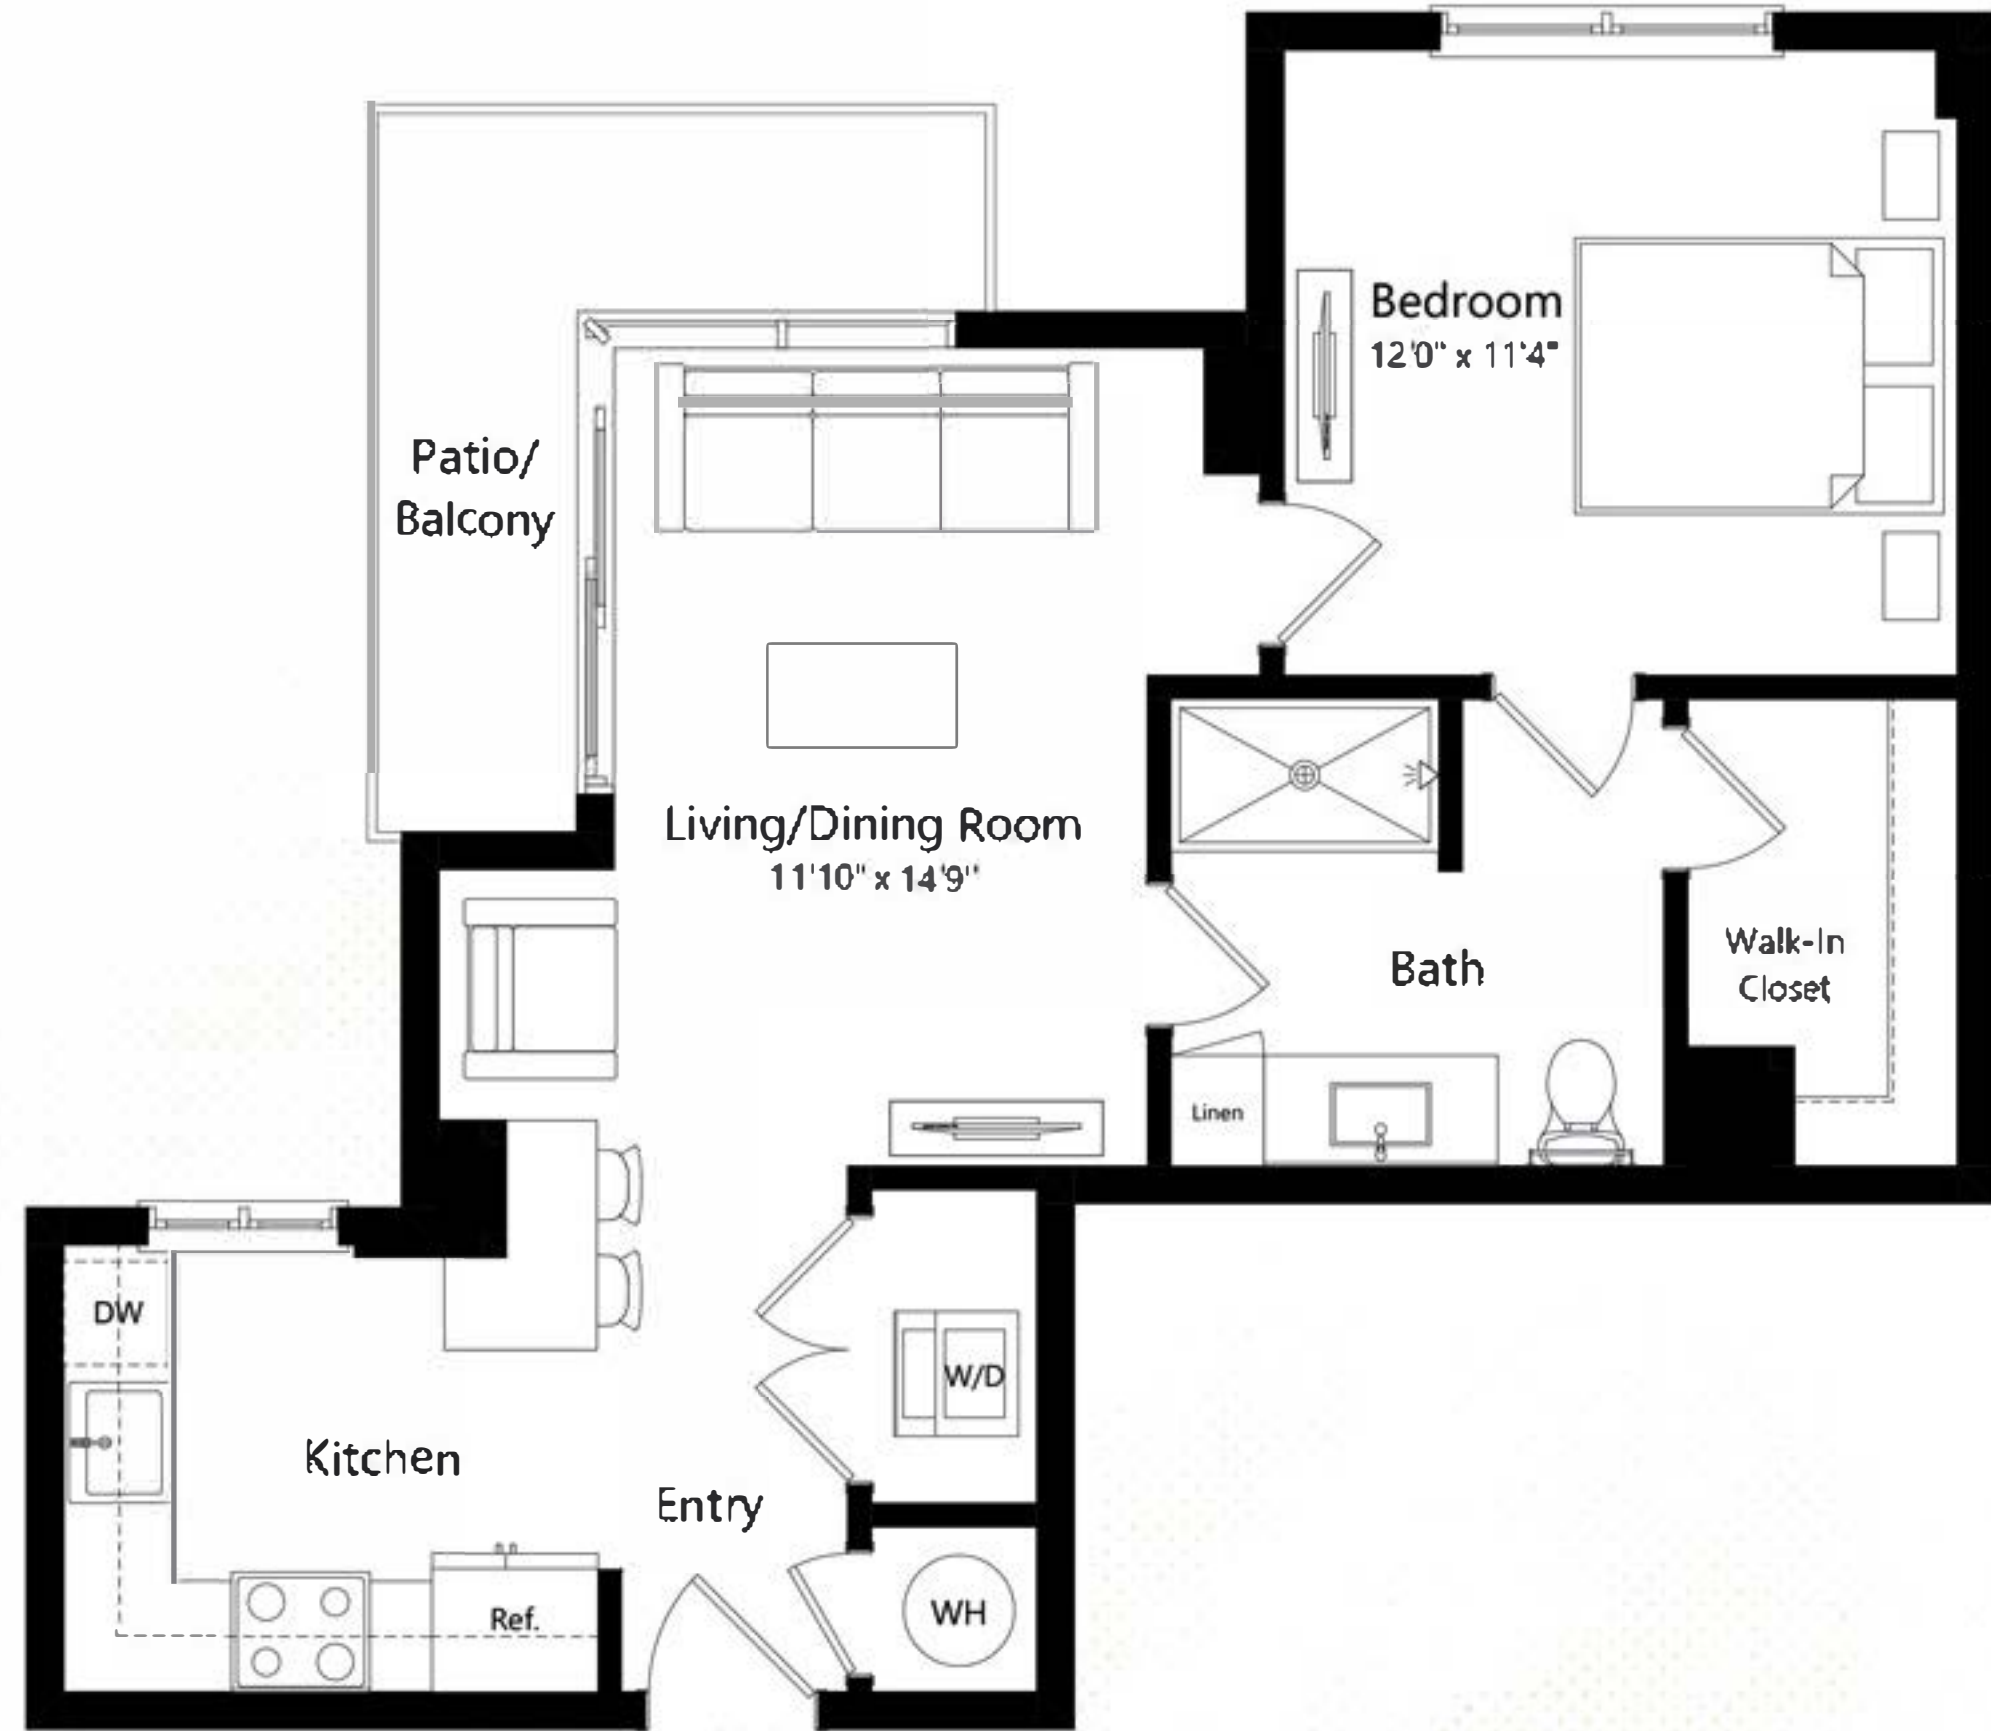 Bedroom
12'0" x 11'4"
Patio/
Balcony
Living/Dining Room
11'10" x 14'9"
Bath
Walk-In
Closet
Linen
DW
W/D
Kitchen
Entry
Ref.
WH